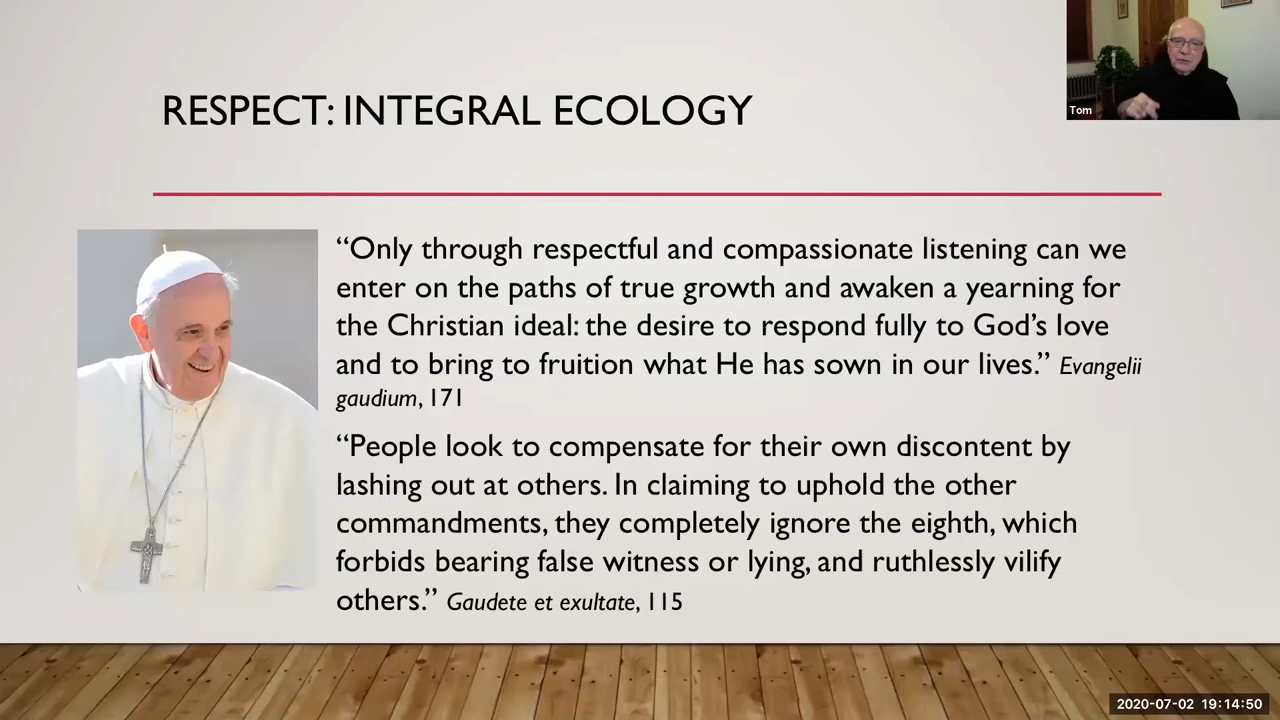 RESPECT: INTEGRAL ECOLOGY
Tom
“Only through respectful and compassionate listening can we
enter on the paths of true growth and awaken a yearning for
the Christian ideal: the desire to respond fully to God’s love
and to bring to fruition what He has sown in our lives.” Evangelii
gaudium, 171
“People look to compensate for their own discontent by
lashing out at others. In claiming to uphold the other
commandments, they completely ignore the eighth, which
forbids bearing false witness or lying, and ruthlessly vilify
others.” Gaudete et exultate, 115
2020-07-02 19:14:50